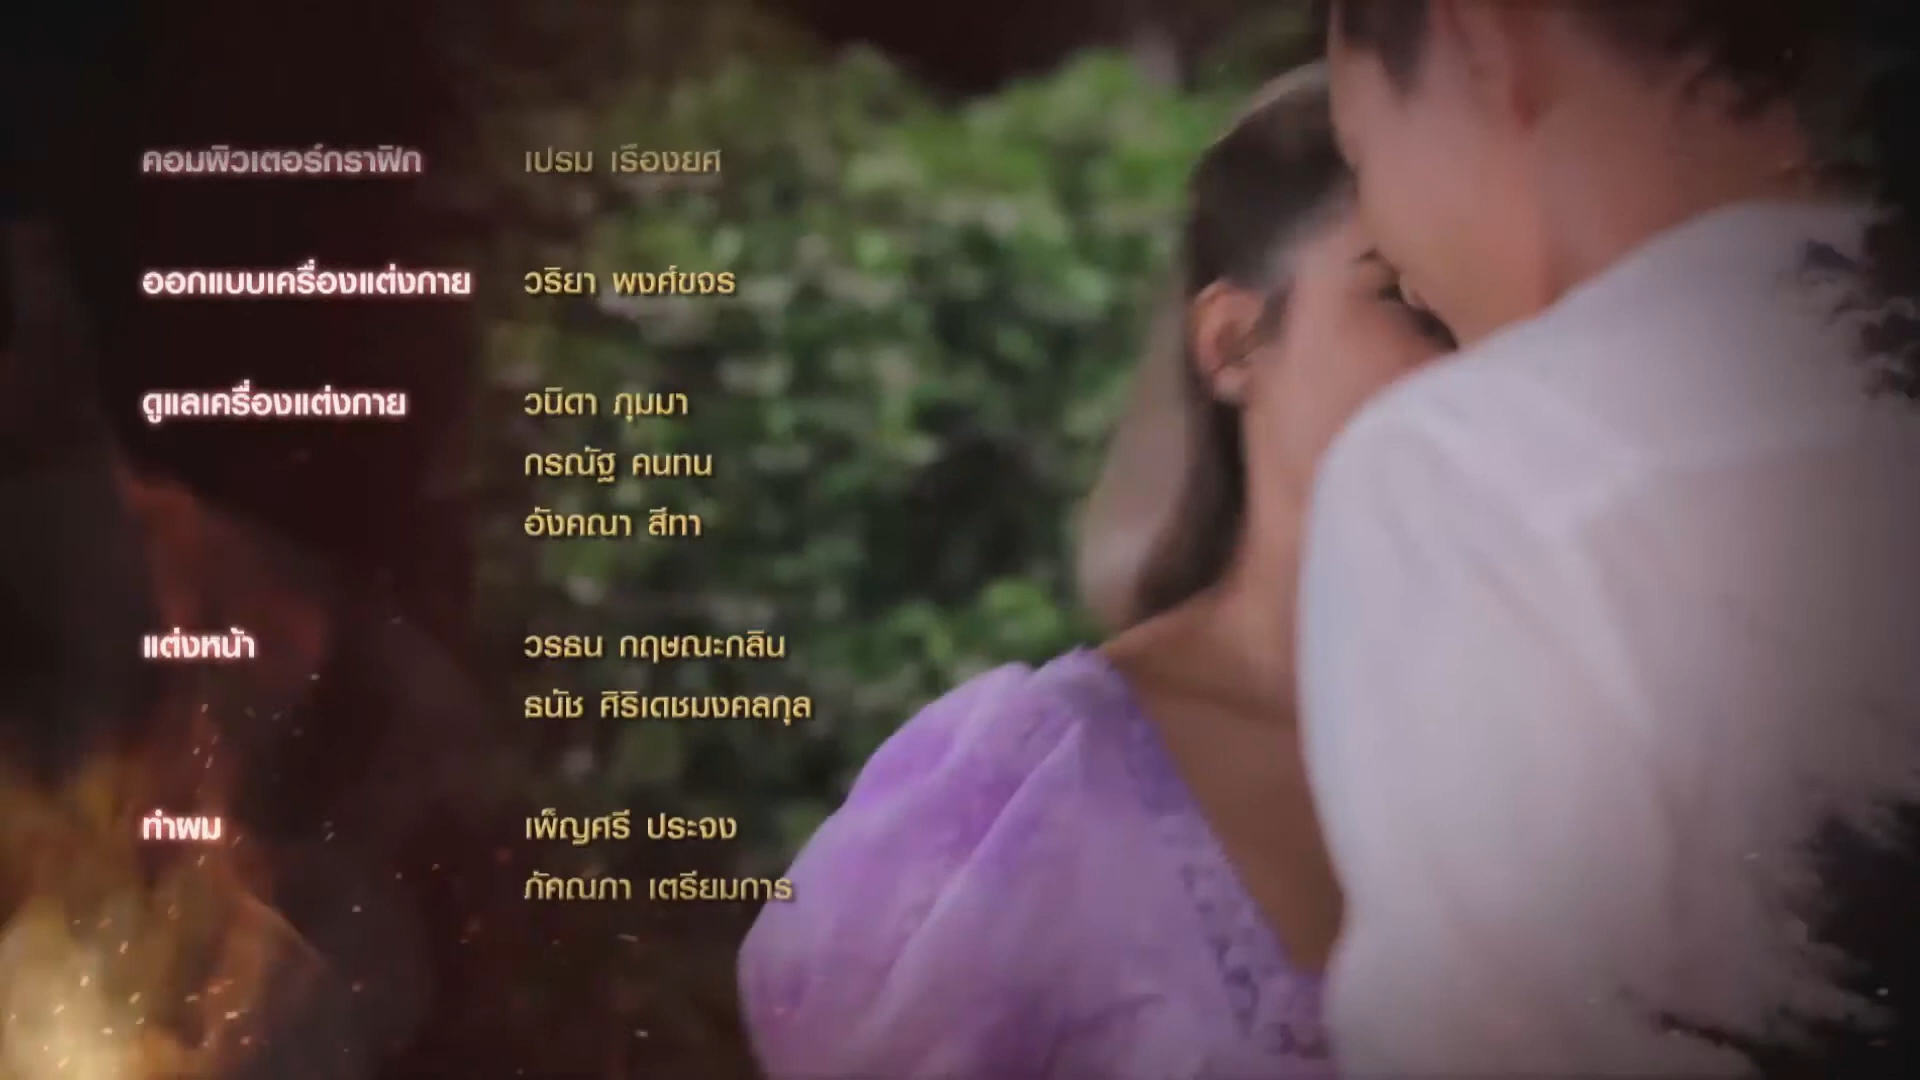 คอมพิวเตอร์กราฟิก เปรม เรืองยศ
ออกแบบเครื่องแต่งกาย วริยา พงศ์ขจร
ดูแลเครื่องแต่งกาย วนิดา ภุมมา
กรณัฐ คนทน
อังคณา สีทา
แต่งหน้า วรธน กฤษณะกลิน
ธนัช ศิริเดชมงคลกุล
ทำผม เพ็ญศรี ประจง
ภัคณภา เตรียมการ